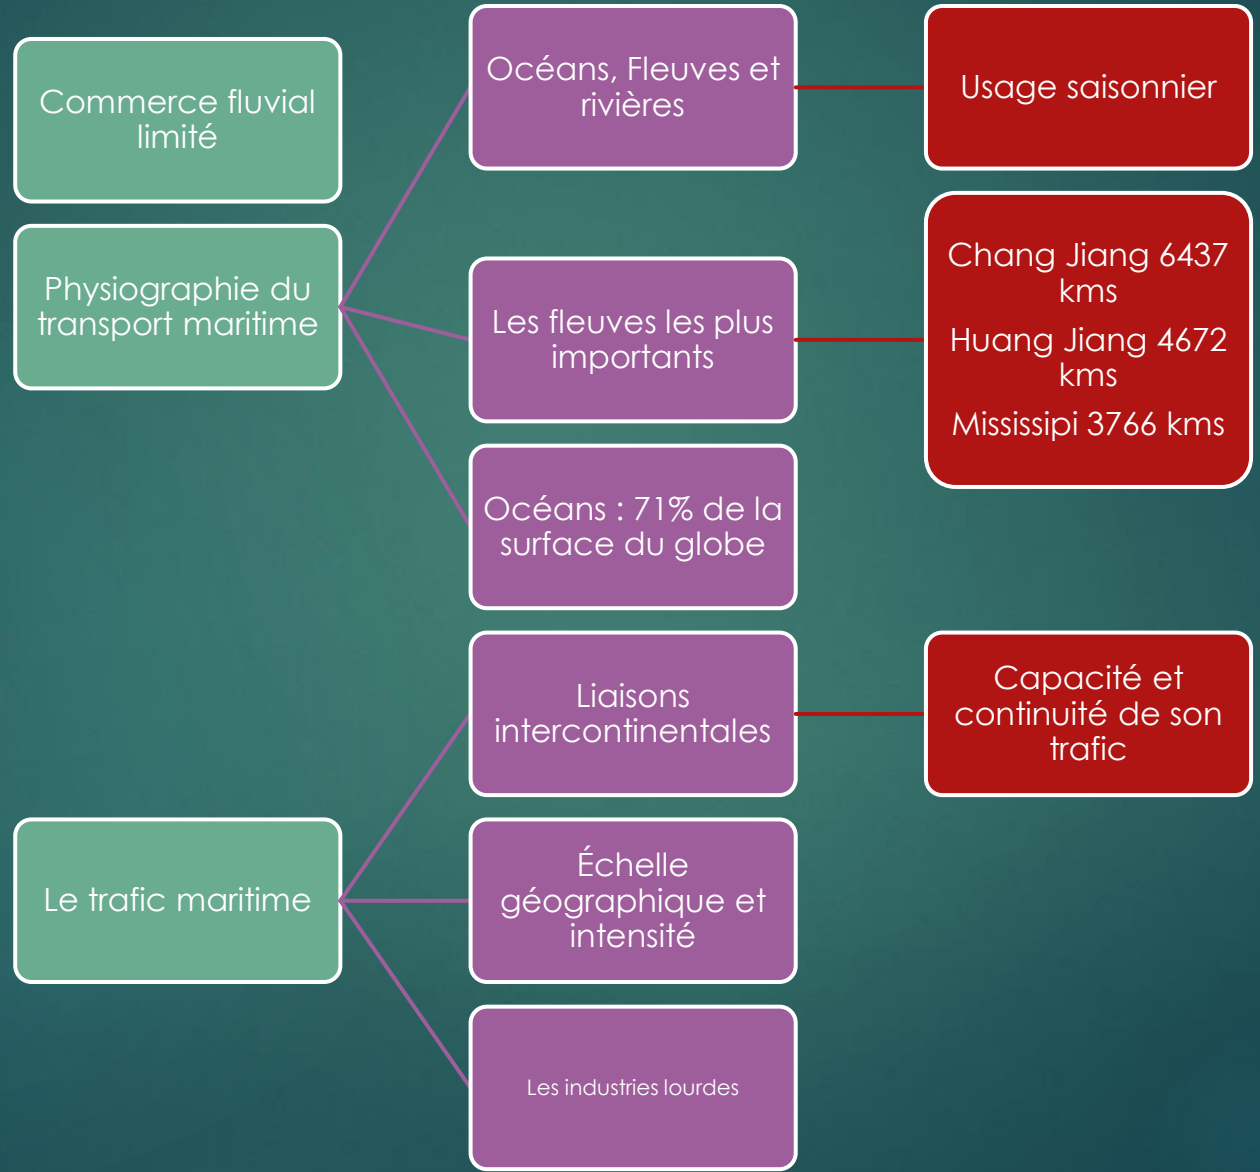 Commerce fluvial
limité
Physiographie du
transport maritime
Océans, Fleuves et
rivières
Usage saisonnier
Les fleuves les plus
importants
Chang Jiang 6437
kms
Huang Jiang 4672
kms
Mississipi 3766 kms
Océans : 71% de la
surface du globe
Le trafic maritime
Liaisons
intercontinentales
Capacité et
continuité de son
trafic
Échelle
géographique et
intensité
Les industries lourdes